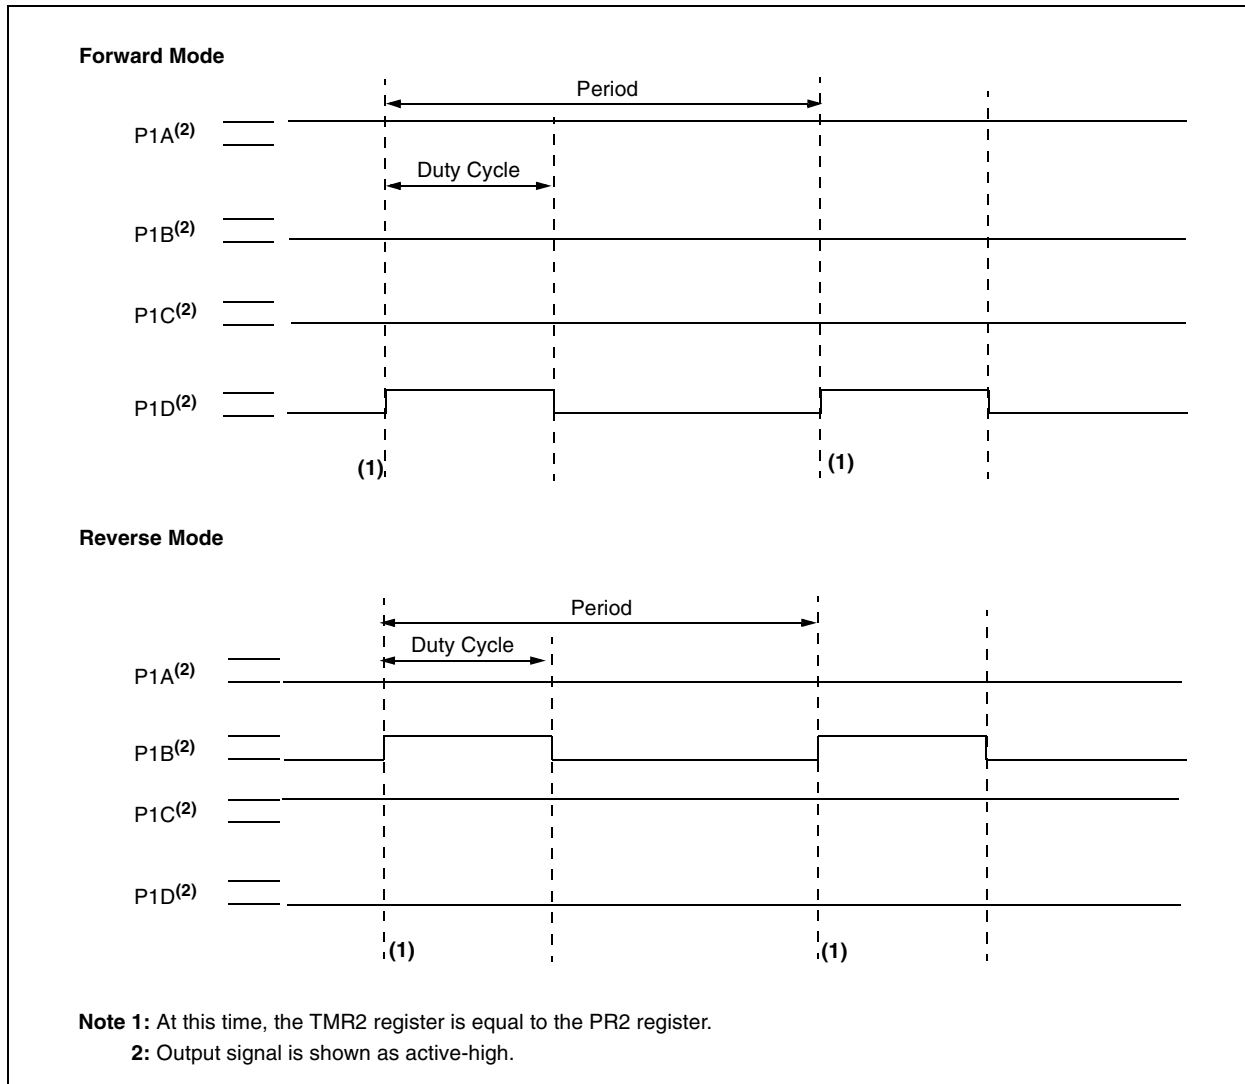 Forward Mode
Period
P1A(2)
Duty Cycle
P1B(2)
P1C(2)
P1D(2)
(1)
(1)
Reverse Mode
Period
Duty Cycle
P1A(2)
P1B(2)
P1C(2)
P1D(2)
(1)
(1)
Note 1: At this time, the TMR2 register is equal to the PR2 register.
2: Output signal is shown as active-high.